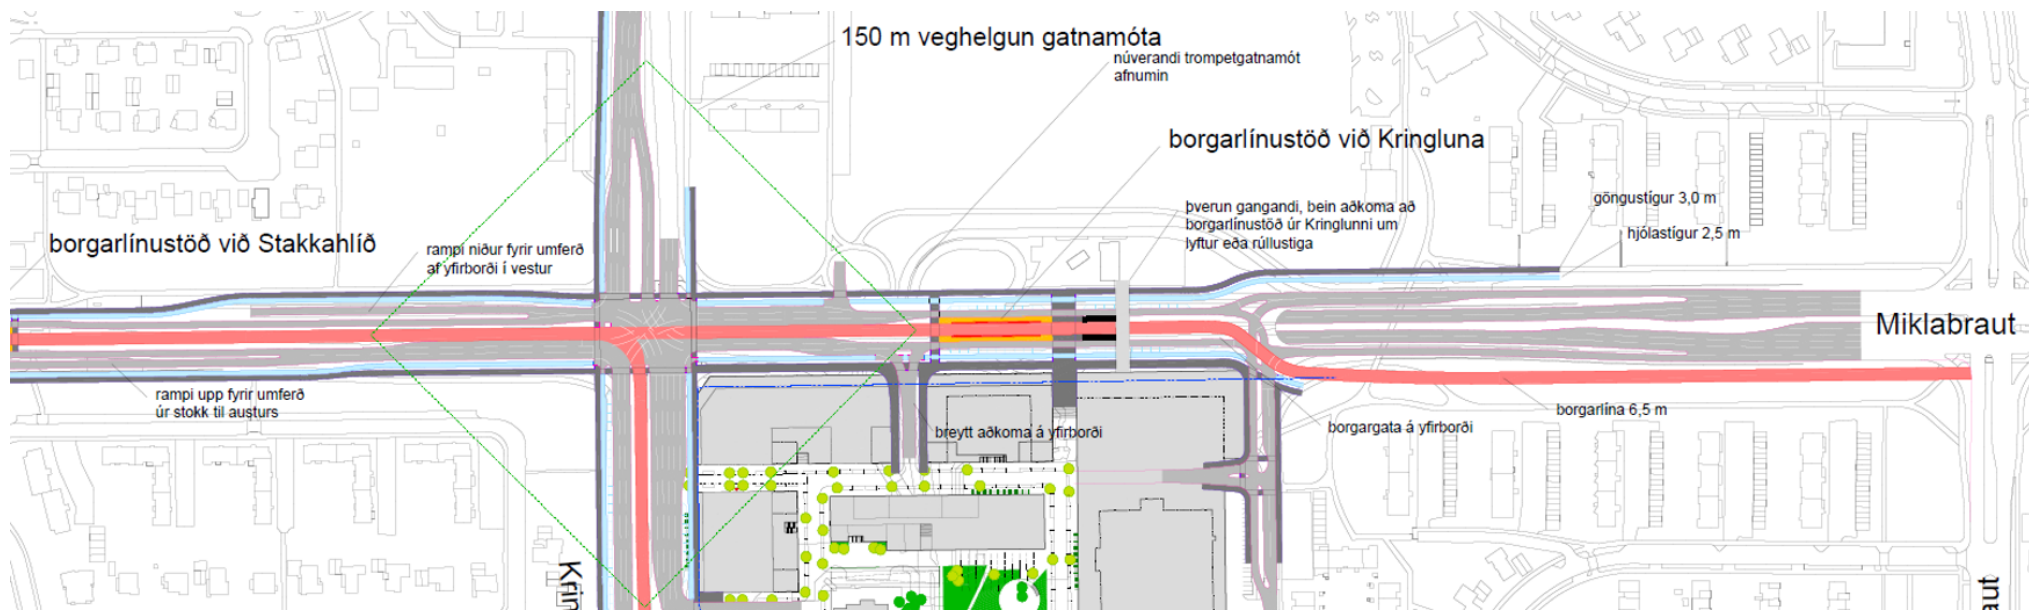 150 m veghelgun gatnamóta
núverandi trompetgatnamót
afnumin
borgarlínustöð við Kringluna
þverun gangandi, bein aðkoma að
borgarlínustöð úr Kringlunni um
lyftur eða rúllustiga
göngustígur 3,0 m
hjólastígur 2,5 m
borgarlínustöð við Stakkahlíð
rampi niður fyrir umferð
af yfirborði í vestur
Miklabraut
rampi upp fyrir umferð
úr stokk til austurs
breytt aðkoma á yfirborði
borgargata á yfirborði
borgarlína 6,5 m
Krin
aut